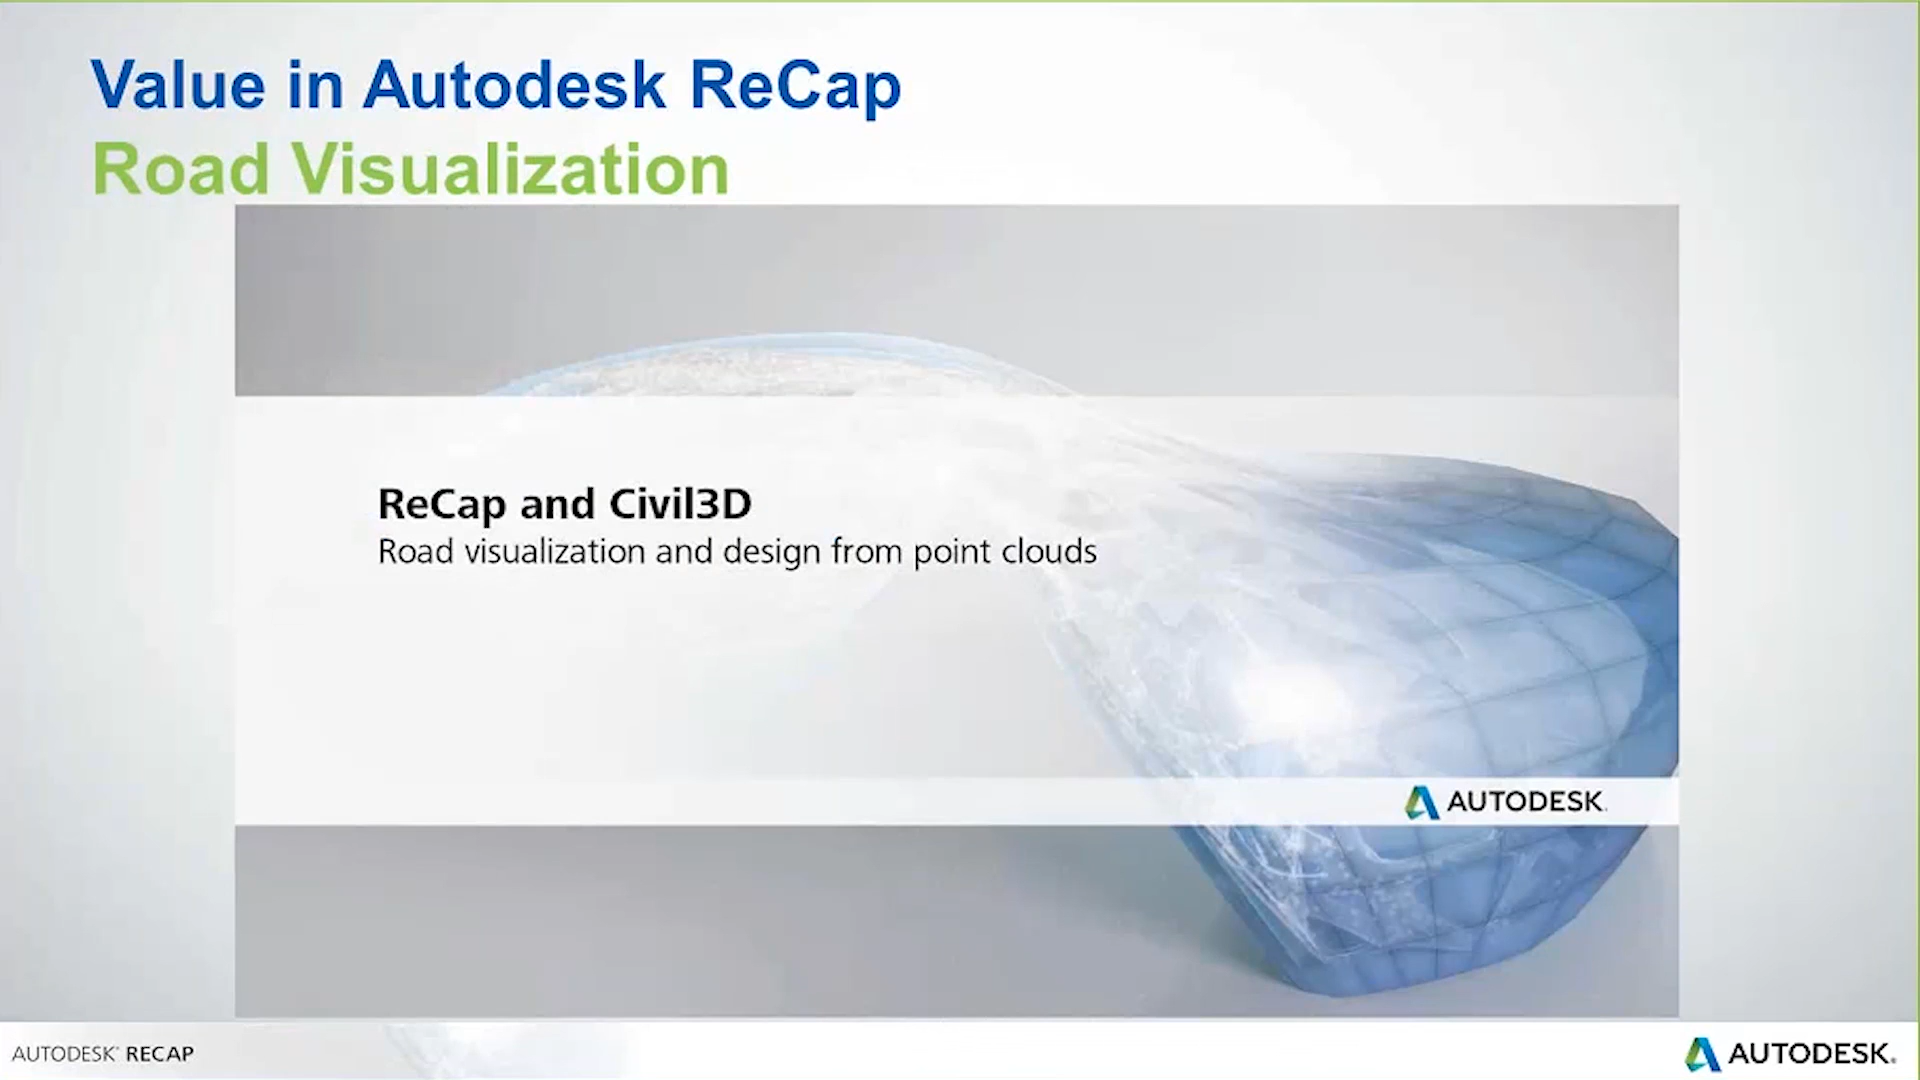 Value in Autodesk ReCap
Road Visualization
ReCap and Civil3D
Road visualization and design from point clouds
AUTODESK.
AUTODESK® RECAP
AUTODESK®